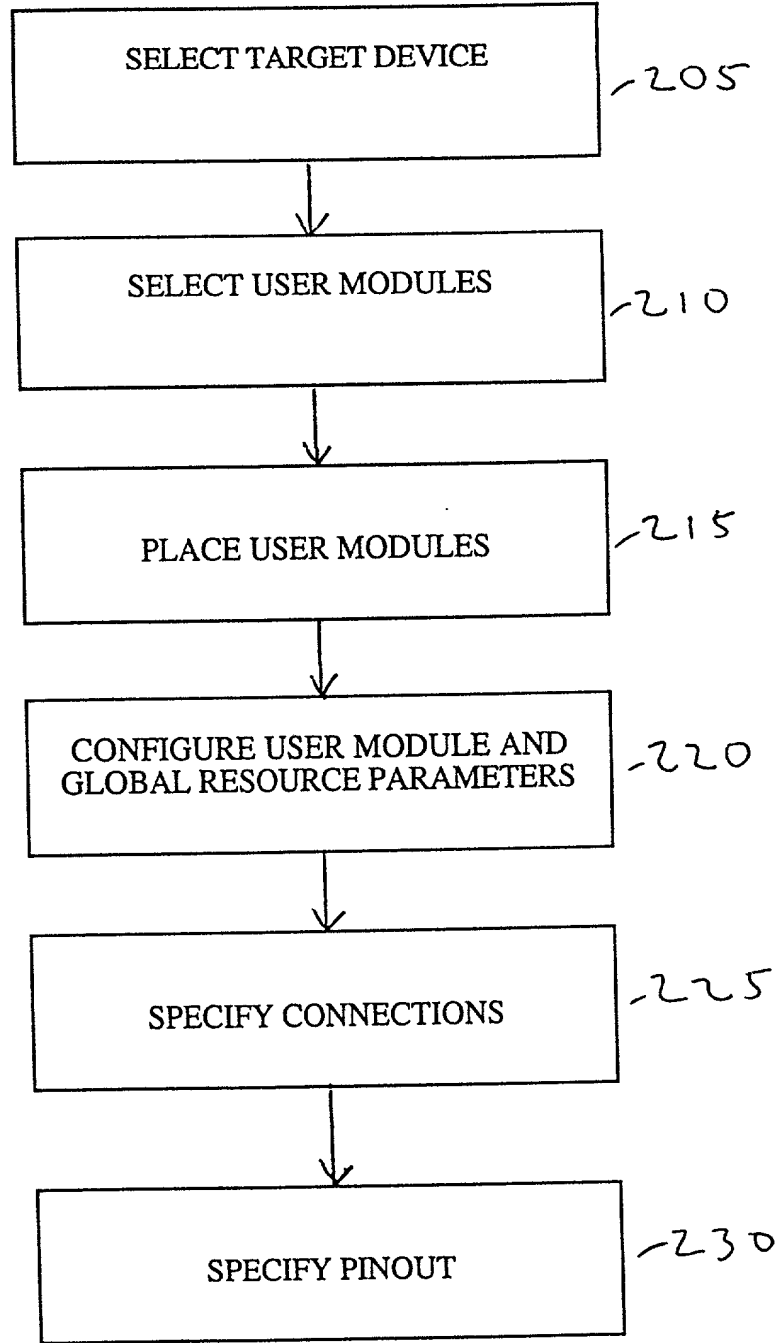 SELECT TARGET DEVICE
205
SELECT USER MODULES
210
PLACE USER MODULES
215
CONFIGURE USER MODULE AND
GLOBAL RESOURCE PARAMETERS
220
SPECIFY CONNECTIONS
225
SPECIFY PINOUT
230